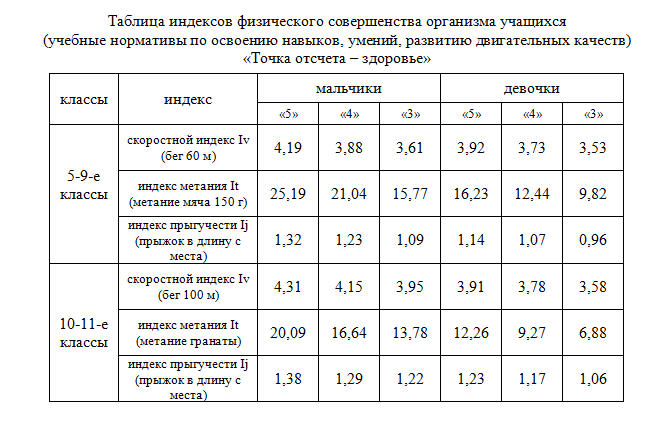 Таблица индексов физического совершенства организма учащихся
(учебные нормативы по освоению навыков, умений, развитию двигательных качеств)
«Точка отсчета – здоровье»
классы индекс мальчики девочки
«5» «4» «3» «5» «4» «3»
5-9-е
классы
скоростной индекс Iv
(бег 60 м)
4,19 3,88 3,61 3,92 3,73 3,53
индекс метания It
(метание мяча 150 г)
25,19 21,04 15,77 16,23 12,44 9,82
индекс прыгучести Ij
(прыжок в длину с
места)
1,32 1,23 1,09 1,14 1,07 0,96
10-11-е
классы
скоростной индекс Iv
(бег 100 м)
4,31 4,15 3,95 3,91 3,78 3,58
индекс метания It
(метание гранаты)
20,09 16,64 13,78 12,26 9,27 6,88
индекс прыгучести Ij
(прыжок в длину с
места)
1,38 1,29 1,22 1,23 1,17 1,06